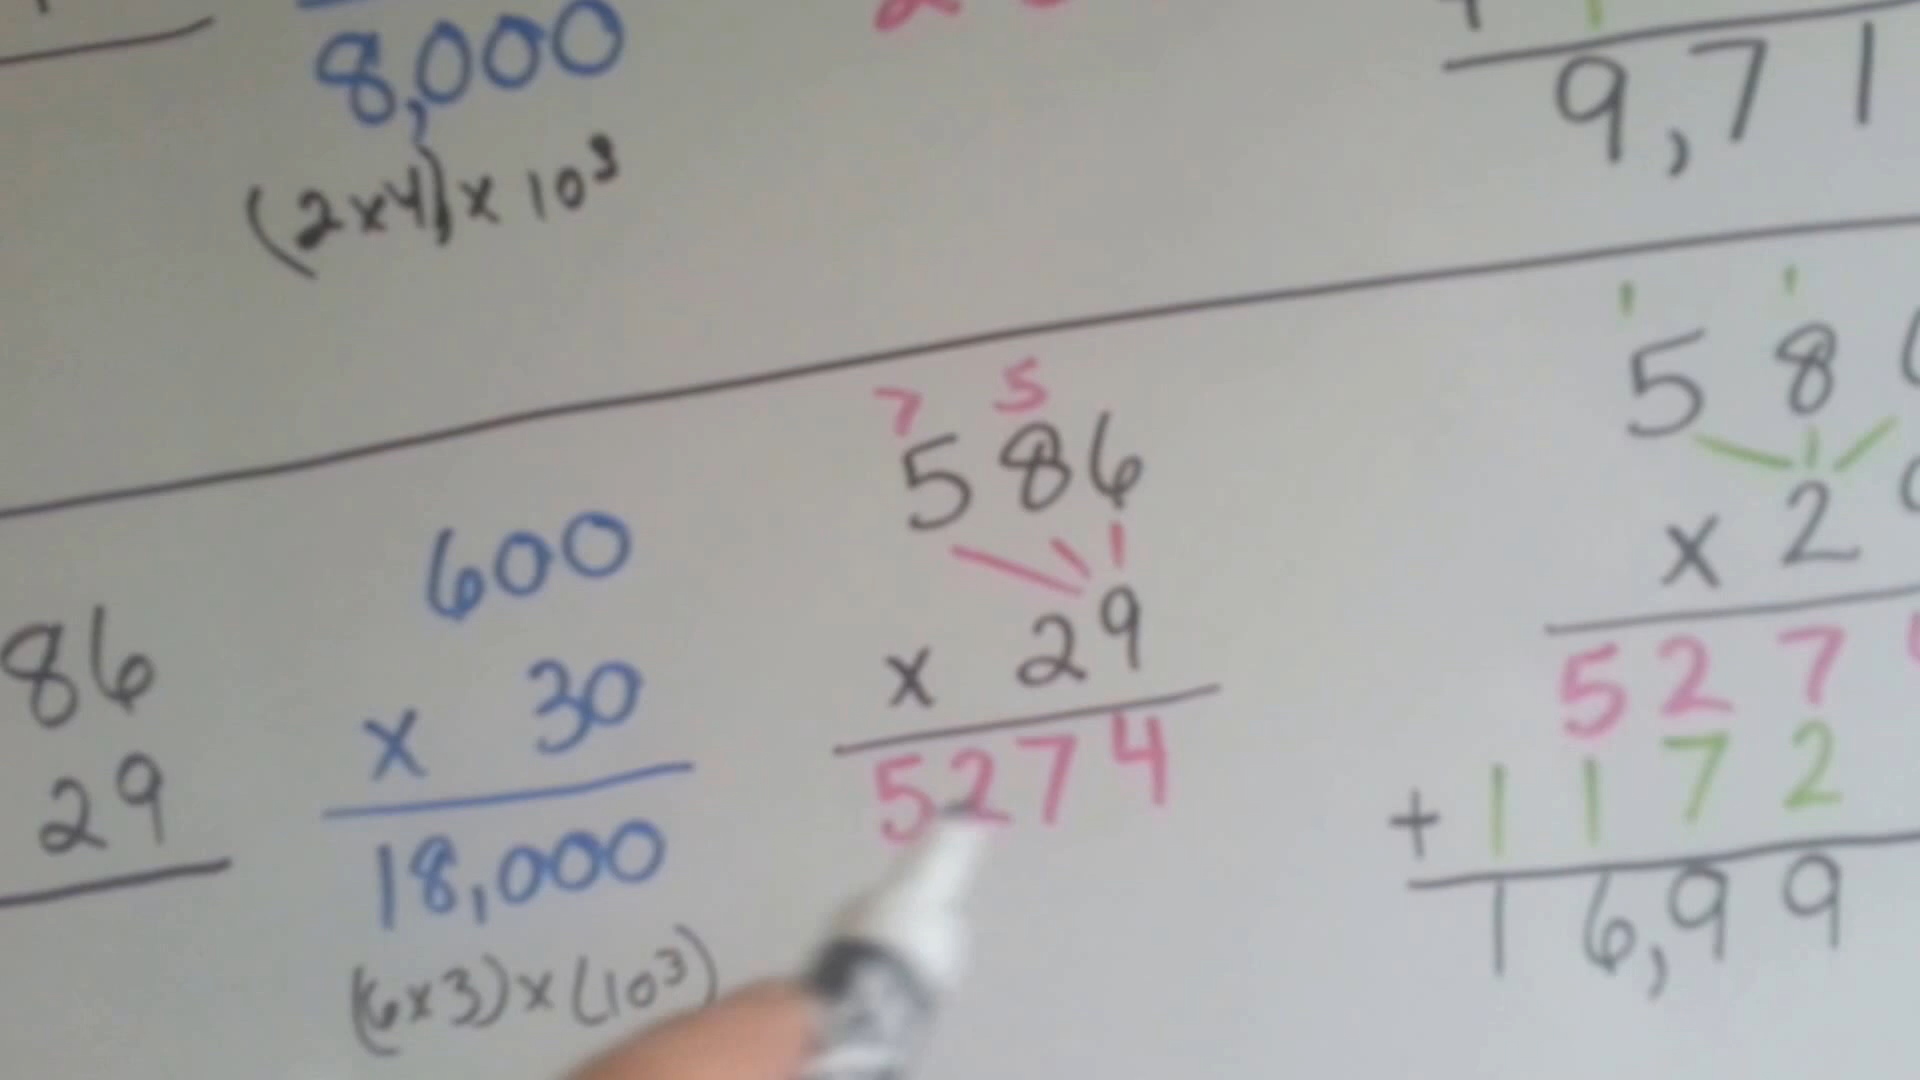 8,000
(2x4)x 10³
9,71
86
29
600
x 30
18,000
(6x3)x(10³)
7 5
586
x 29
5274
58
x 2
527
+ 1172
16,99